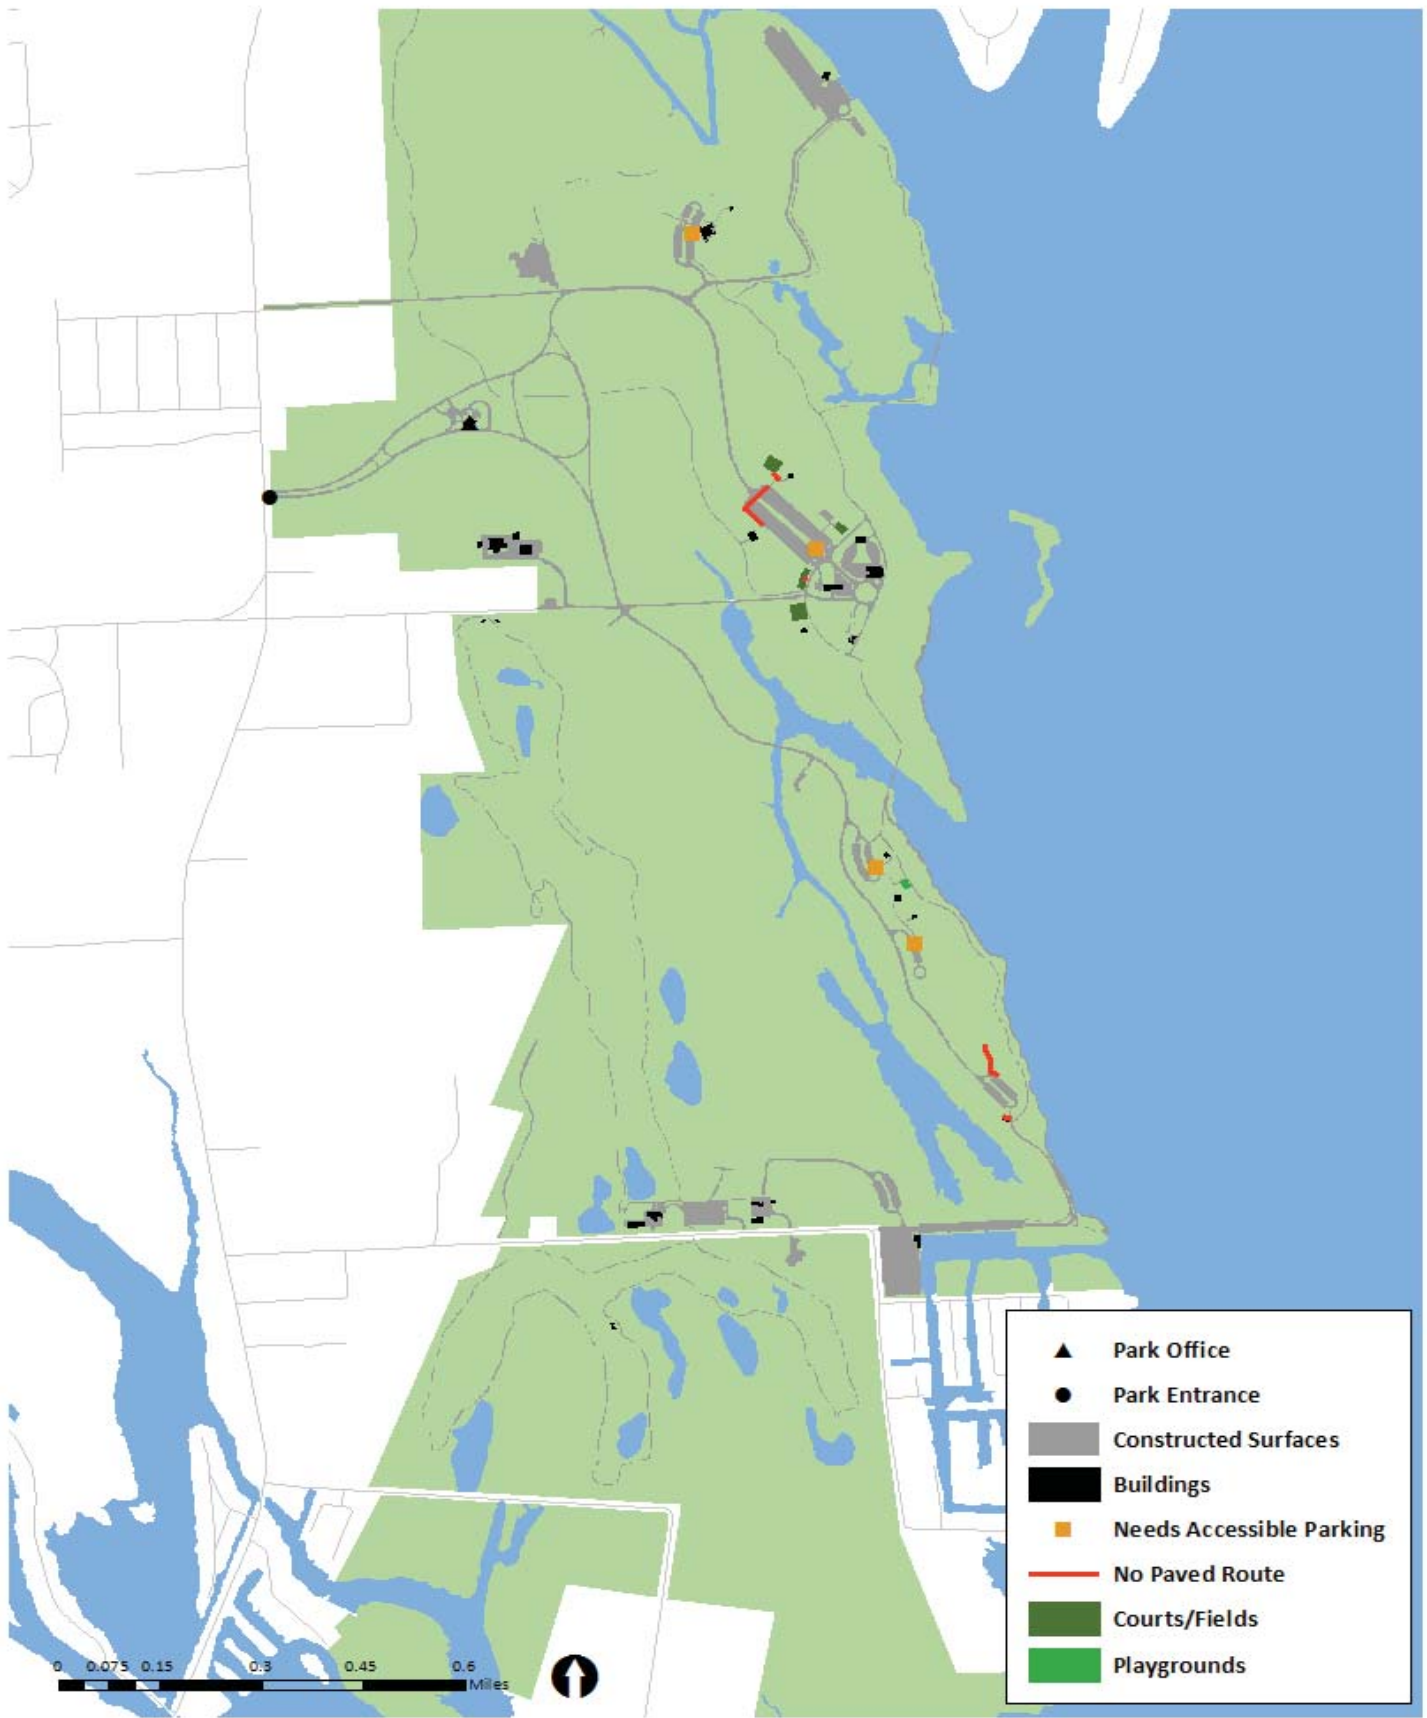 Park Office
Park Entrance
Constructed Surfaces
Buildings
Needs Accessible Parking
No Paved Route
Courts/Fields
Playgrounds
0 0.075 0.15 0.3 0.45 0.6
Miles